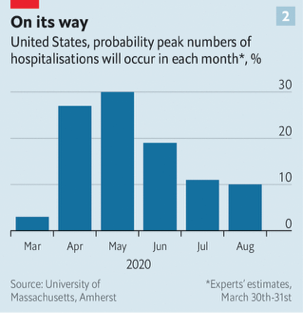 On its way
2
United States, probability peak numbers of
hospitalisations will occur in each month*, %
30
20
10
0
Mar Apr May Jun Jul Aug
2020
Source: University of
Massachusetts, Amherst
*Experts' estimates,
March 30th-31st